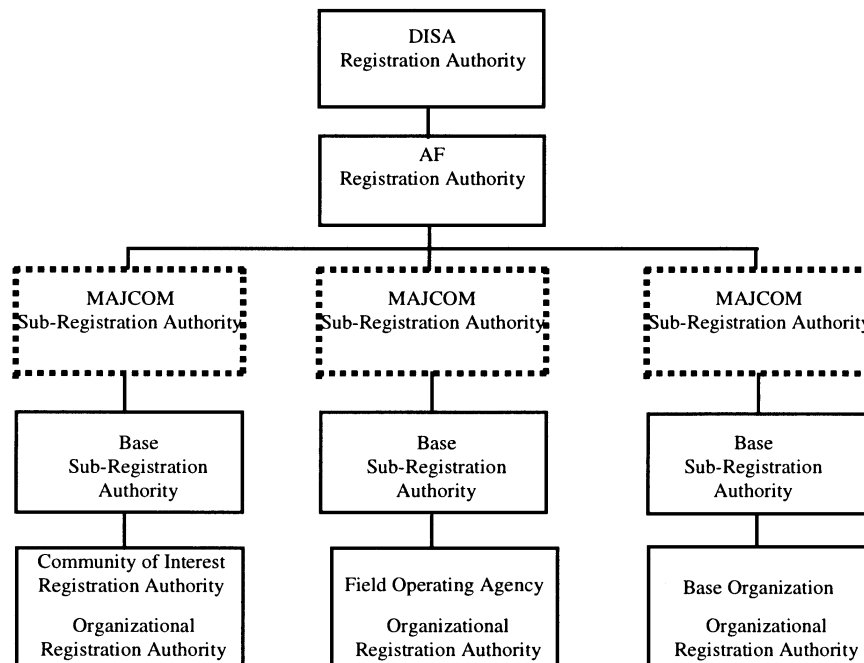 DISA
Registration Authority
AF
Registration Authority
MAJCOM
Sub-Registration Authority
MAJCOM
Sub-Registration Authority
MAJCOM
Sub-Registration Authority
Base
Sub-Registration
Authority
Base
Sub-Registration
Authority
Base
Sub-Registration
Authority
Community of Interest
Registration Authority
Organizational
Registration Authority
Field Operating Agency
Organizational
Registration Authority
Base Organization
Organizational
Registration Authority